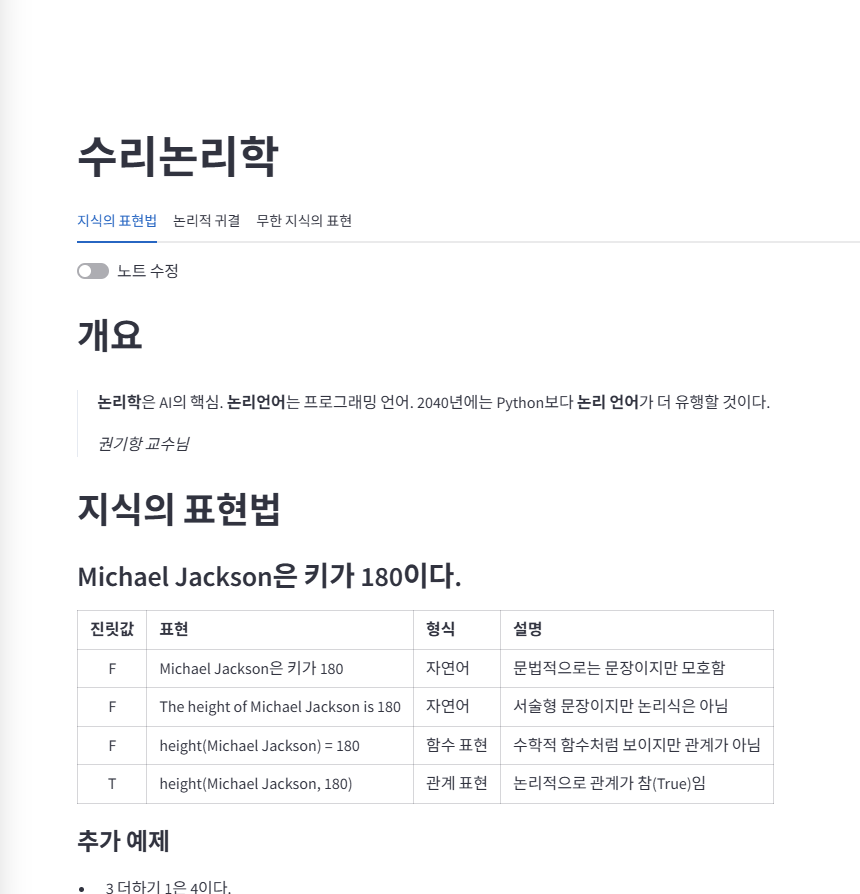 수리논리학
지식의 표현법 논리적 귀결 무한 지식의 표현
노트 수정
개요
논리학은 AI의 핵심. 논리언어는 프로그래밍 언어. 2040년에는 Python보다 논리 언어가 더 유행할 것이다.
권기항 교수님
지식의 표현법
Michael Jackson은 키가 180이다.
진릿값 표현 형식 설명
F Michael Jackson은 키가 180 자연어 문법적으로는 문장이지만 모호함
F The height of Michael Jackson is 180 자연어 서술형 문장이지만 논리식은 아님
F height(Michael Jackson) = 180 함수 표현 수학적 함수처럼 보이지만 관계가 아님
T height(Michael Jackson, 180) 관계 표현 논리적으로 관계가 참(True)임
추가 예제
• 3 더하기 1은 4이다.